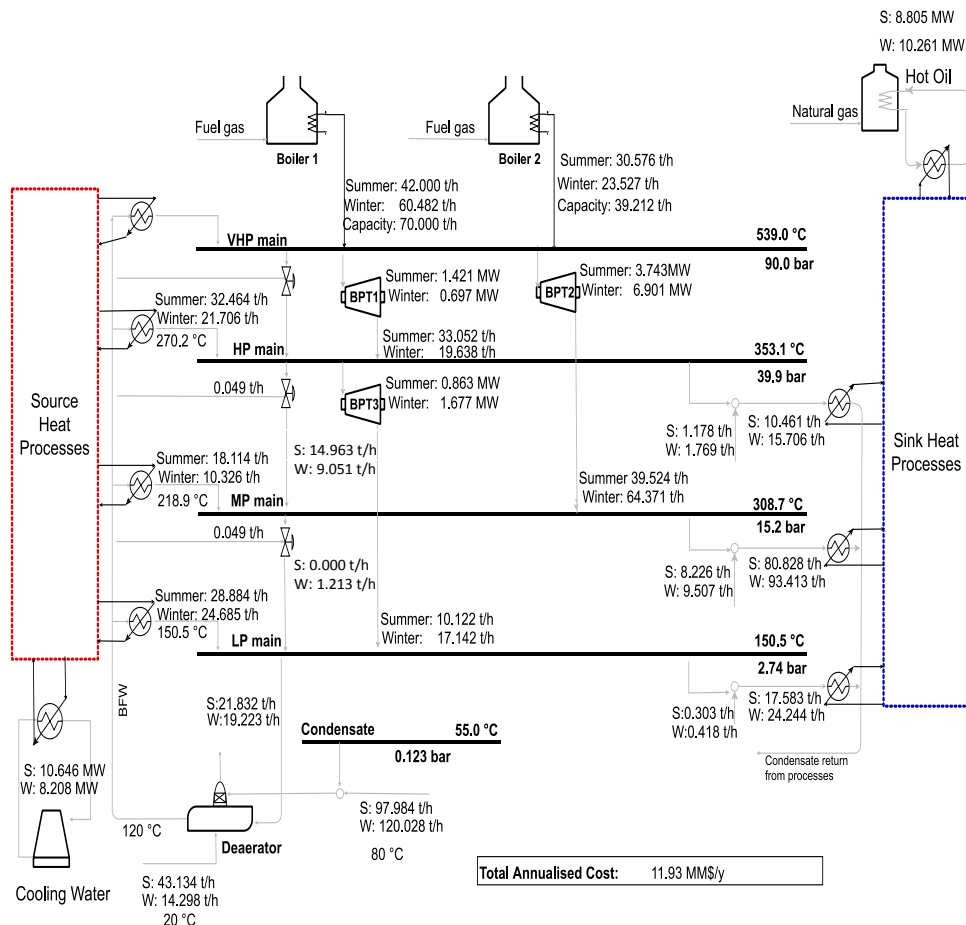 S: 8.805 MW
W: 10.261 MW
Hot Oil
Natural gas
Fuel gas
Boiler 1
Fuel gas
Boiler 2
Summer: 42.000 t/h
Winter: 60.482 t/h
Capacity: 70.000 t/h
Summer: 30.576 t/h
Winter: 23.527 t/h
Capacity: 39.212 t/h
VHP main
539.0 °C
90.0 bar
BPT1
Summer: 1.421 MW
Winter: 0.697 MW
BPT2
Summer: 3.743MW
Winter: 6.901 MW
Summer: 32.464 t/h
Winter: 21.706 t/h
270.2 °C
Summer: 33.052 t/h
Winter: 19.638 t/h
HP main
353.1 °C
39,9 bar
0.049 t/h
BPT3
Summer: 0.863 MW
Winter: 1.677 MW
Source
Heat
Processes
S: 1.178 t/h
W: 1.769 t/h
S: 10.461 t/h
W: 15.706 t/h
Sink Heat
Processes
S: 14.963 t/h
W: 9.051 t/h
Summer: 18.114 t/h
Winter: 10.326 t/h
218.9 °C
Summer 39.524 t/h
Winter: 64.371 t/h
MP main
308.7 °C
15.2 bar
0.049 t/h
S: 0.000 t/h
W: 1.213 t/h
S: 8.226 t/h
W: 9.507 t/h
S: 80.828 t/h
W: 93.413 t/h
Summer: 28.884 t/h
Winter: 24.685 t/h
150.5 °C
Summer: 10.122 t/h
Winter: 17.142 t/h
LP main
150.5 °C
2.74 bar
BFW
S:21.832 t/h
W:19.223t/h
S:0.303 t/h
W:0.418 t/h
S: 17.583 t/h
W: 24.244 t/h
Condensate
55.0 °C
0.123 bar
Condensate return
from processes
S: 10.646 MW
W: 8.208 MW
S: 97.984 t/h
W: 120.028t/h
80 °C
120 °C
Deaerator
Cooling Water
S: 43.134 t/h
W: 14.298 t/h
20 °C
Total Annualised Cost: 11.93 MM$/y